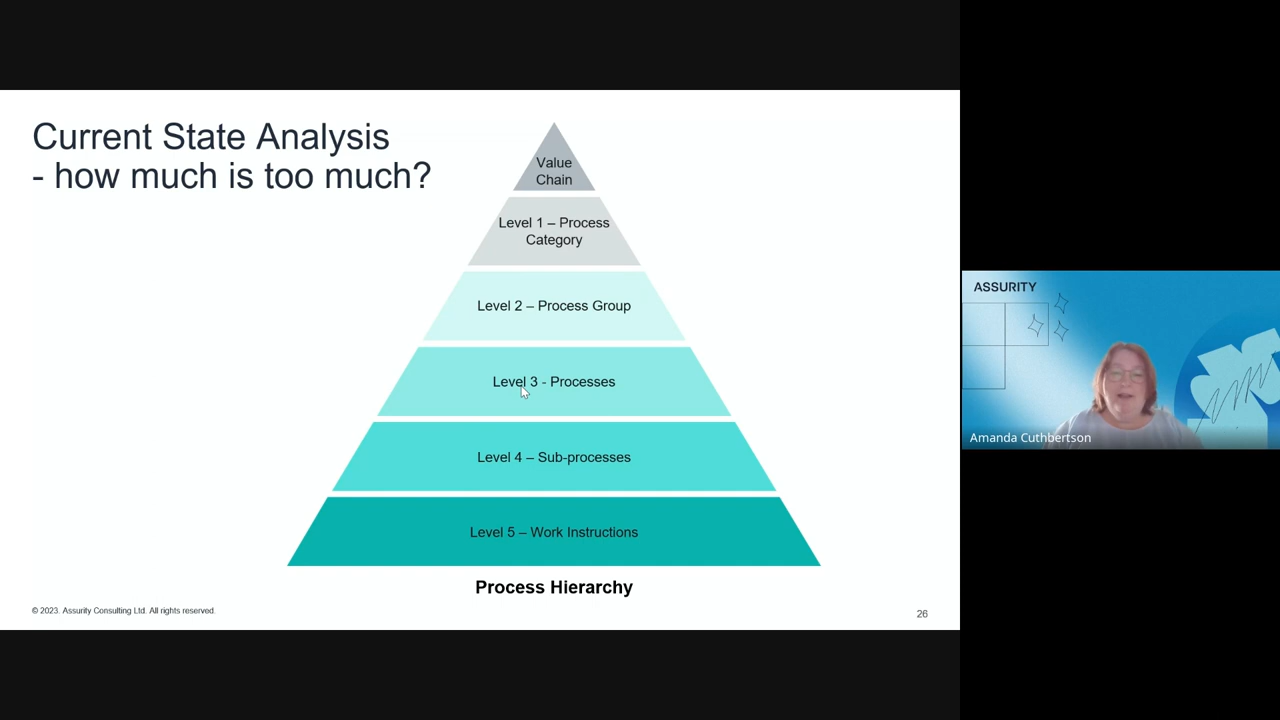 Current State Analysis
- how much is too much?
Value
Chain
Level 1 – Process
Category
Level 2 – Process Group
Level 3 - Processes
Level 4 – Sub-processes
Level 5 – Work Instructions
Process Hierarchy
© 2023. Assurity Consulting Ltd. All rights reserved.
26
ASSURITY
Amanda Cuthbertson